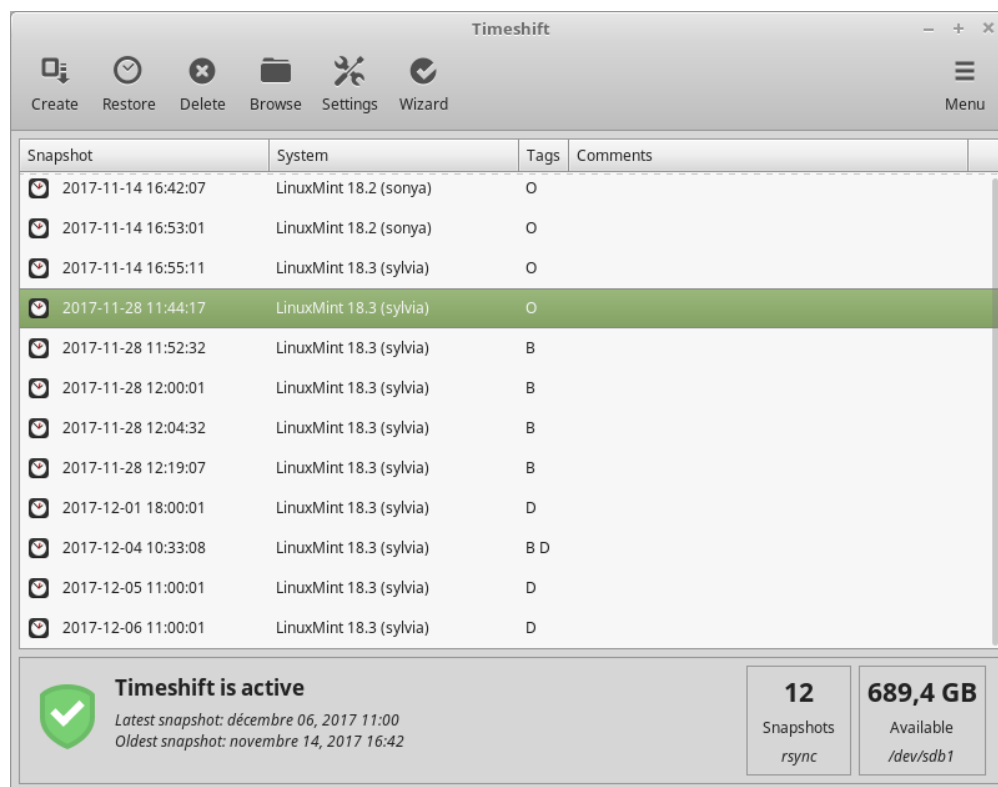 Timeshift
Create Restore Delete Browse Settings Wizard Menu
Snapshot System Tags Comments
2017-11-14 16:42:07 LinuxMint 18.2 (sonya) O
2017-11-14 16:53:01 LinuxMint 18.2 (sonya) O
2017-11-14 16:55:11 LinuxMint 18.3 (sylvia) O
2017-11-28 11:44:17 LinuxMint 18.3 (sylvia) O
2017-11-28 11:52:32 LinuxMint 18.3 (sylvia) B
2017-11-28 12:00:01 LinuxMint 18.3 (sylvia) B
2017-11-28 12:04:32 LinuxMint 18.3 (sylvia) B
2017-11-28 12:19:07 LinuxMint 18.3 (sylvia) B
2017-12-01 18:00:01 LinuxMint 18.3 (sylvia) D
2017-12-04 10:33:08 LinuxMint 18.3 (sylvia) B D
2017-12-05 11:00:01 LinuxMint 18.3 (sylvia) D
2017-12-06 11:00:01 LinuxMint 18.3 (sylvia) D
Timeshift is active
Latest snapshot: décembre 06, 2017 11:00
Oldest snapshot: novembre 14, 2017 16:42
12
Snapshots
rsync
689,4 GB
Available
/dev/sdb1